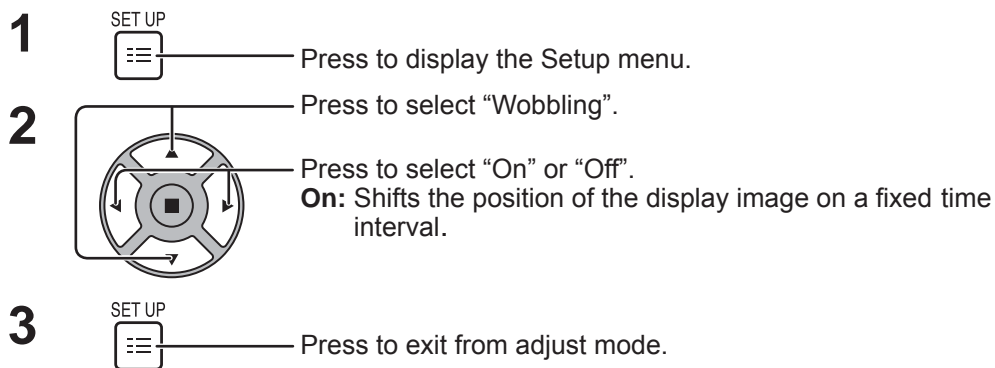 1
SET UP
Press to display the Setup menu.
2
Press to select “Wobbling”.
Press to select “On” or “Off”.
On: Shifts the position of the display image on a fixed time
interval.
3
SET UP
Press to exit from adjust mode.